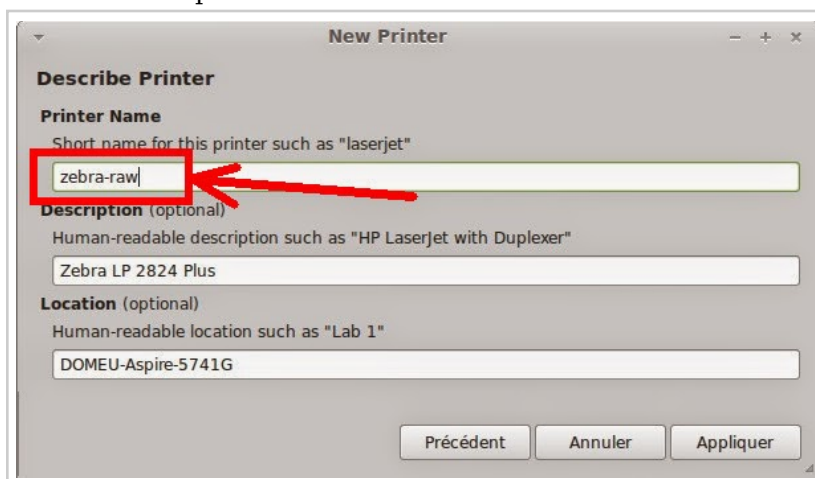 New Printer
Describe Printer
Printer Name
Short name for this printer such as "laserjet"
zebra-raw
Description (optional)
Human-readable description such as "HP LaserJet with Duplexer"
Zebra LP 2824 Plus
Location (optional)
Human-readable location such as "Lab 1"
DOMEU-Aspire-5741G
Précédent Annuler Appliquer